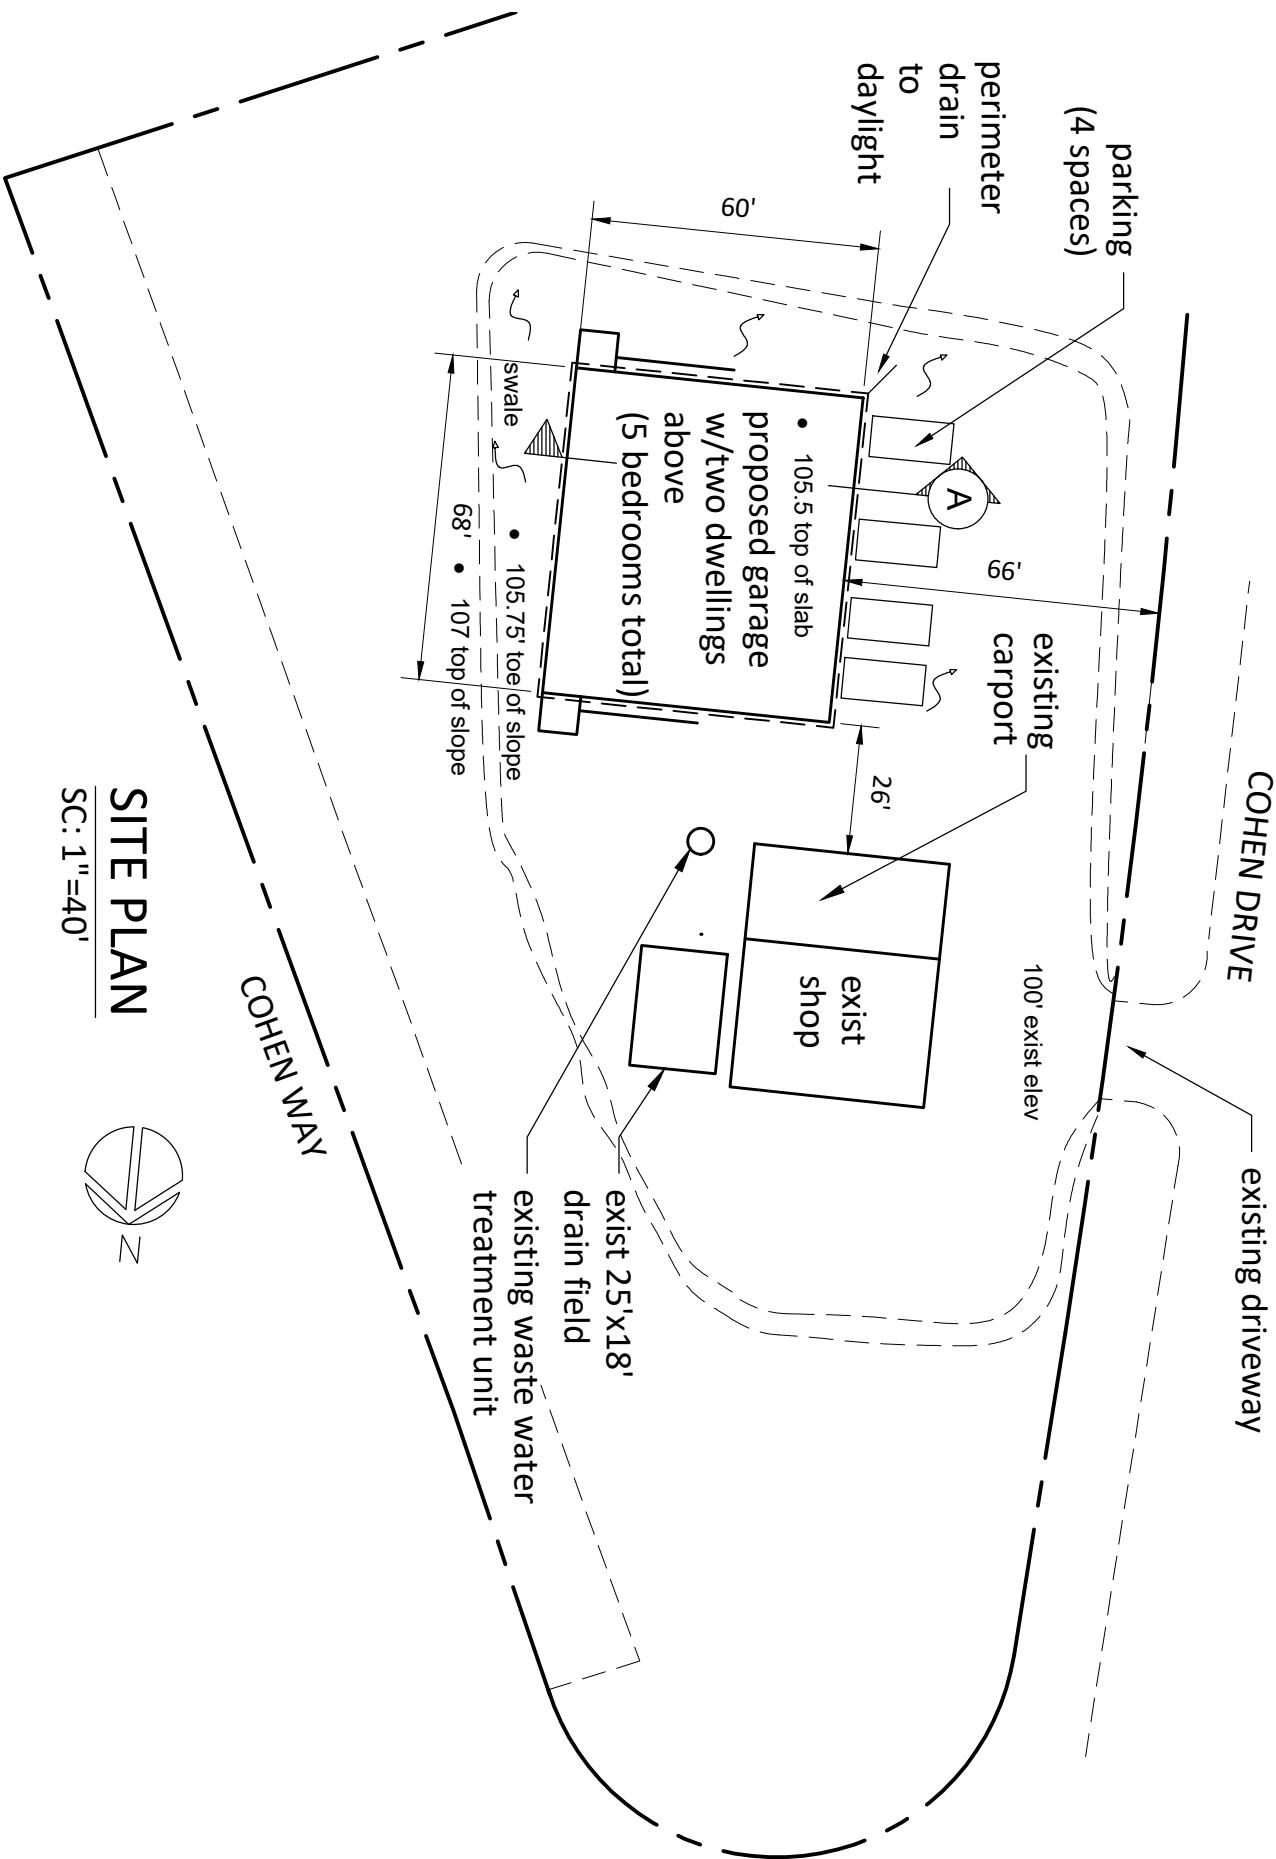 COHEN DRIVE
existing driveway
parking
(4 spaces)
perimeter
drain
to
daylight
60'
66'
A
existing
carport
100' exist elev
26'
105.5 top of slab
proposed garage
w/two dwellings
above
(5 bedrooms total)
exist
shop
swale
105.75' toe of slope
68'
107 top of slope
exist 25'x18'
drain field
existing waste water
treatment unit
COHEN WAY
SITE PLAN
SC: 1"=40'
N